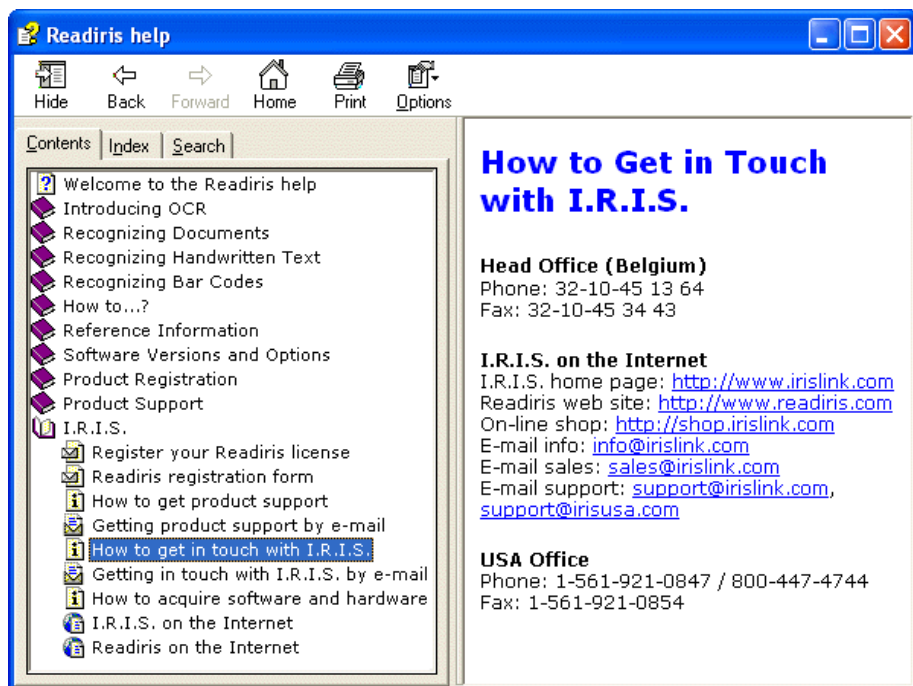 Readiris help
Hide Back Forward Home Print Options
Contents Index Search
Welcome to the Readiris help
Introducing OCR
Recognizing Documents
Recognizing Handwritten Text
Recognizing Bar Codes
How to...?
Reference Information
Software Versions and Options
Product Registration
Product Support
I.R.I.S.
Register your Readiris license
Readiris registration form
How to get product support
Getting product support by e-mail
How to get in touch with I.R.I.S.
Getting in touch with I.R.I.S. by e-mail
How to acquire software and hardware
I.R.I.S. on the Internet
Readiris on the Internet
How to Get in Touch
with I.R.I.S.
Head Office (Belgium)
Phone: 32-10-45 13 64
Fax: 32-10-45 34 43
I.R.I.S. on the Internet
I.R.I.S. home page: http://www.irislink.com
Readiris web site: http://www.readiris.com
On-line shop: http://shop.irislink.com
E-mail info: info@irislink.com
E-mail sales: sales@irislink.com
E-mail support: support@irislink.com,
support@irisusa.com
USA Office
Phone: 1-561-921-0847 / 800-447-4744
Fax: 1-561-921-0854